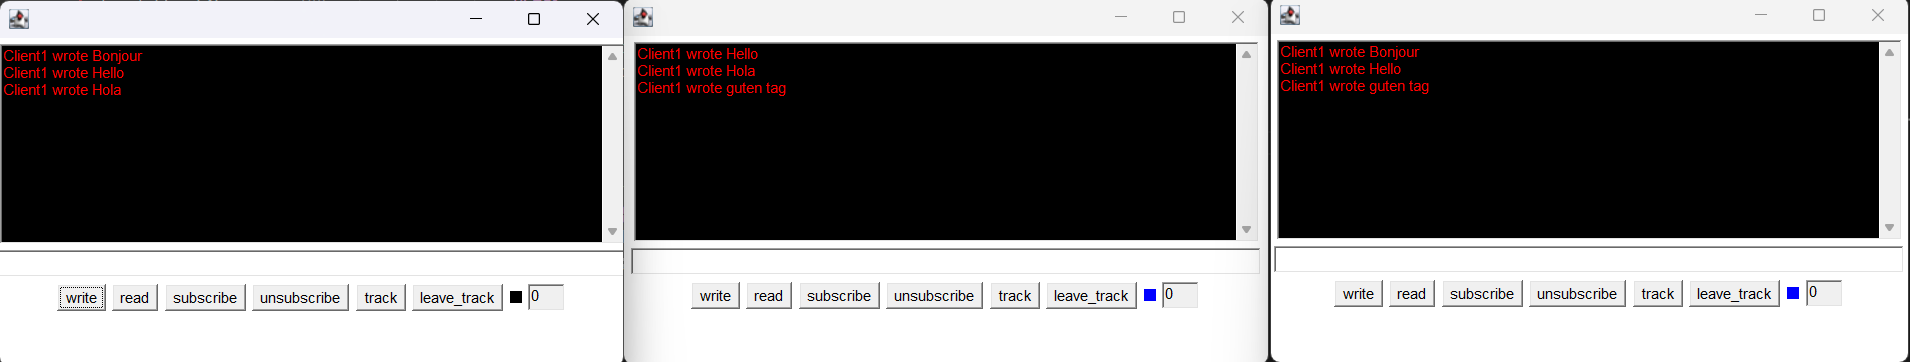 Client1 wrote Bonjour
Client1 wrote Hello
Client1 wrote Hola
write read subscribe unsubscribe track leave_track 0
Client1 wrote Hello
Client1 wrote Hola
Client1 wrote guten tag
write read subscribe unsubscribe track leave_track 0
Client1 wrote Bonjour
Client1 wrote Hello
Client1 wrote guten tag
write read subscribe unsubscribe track leave_track 0